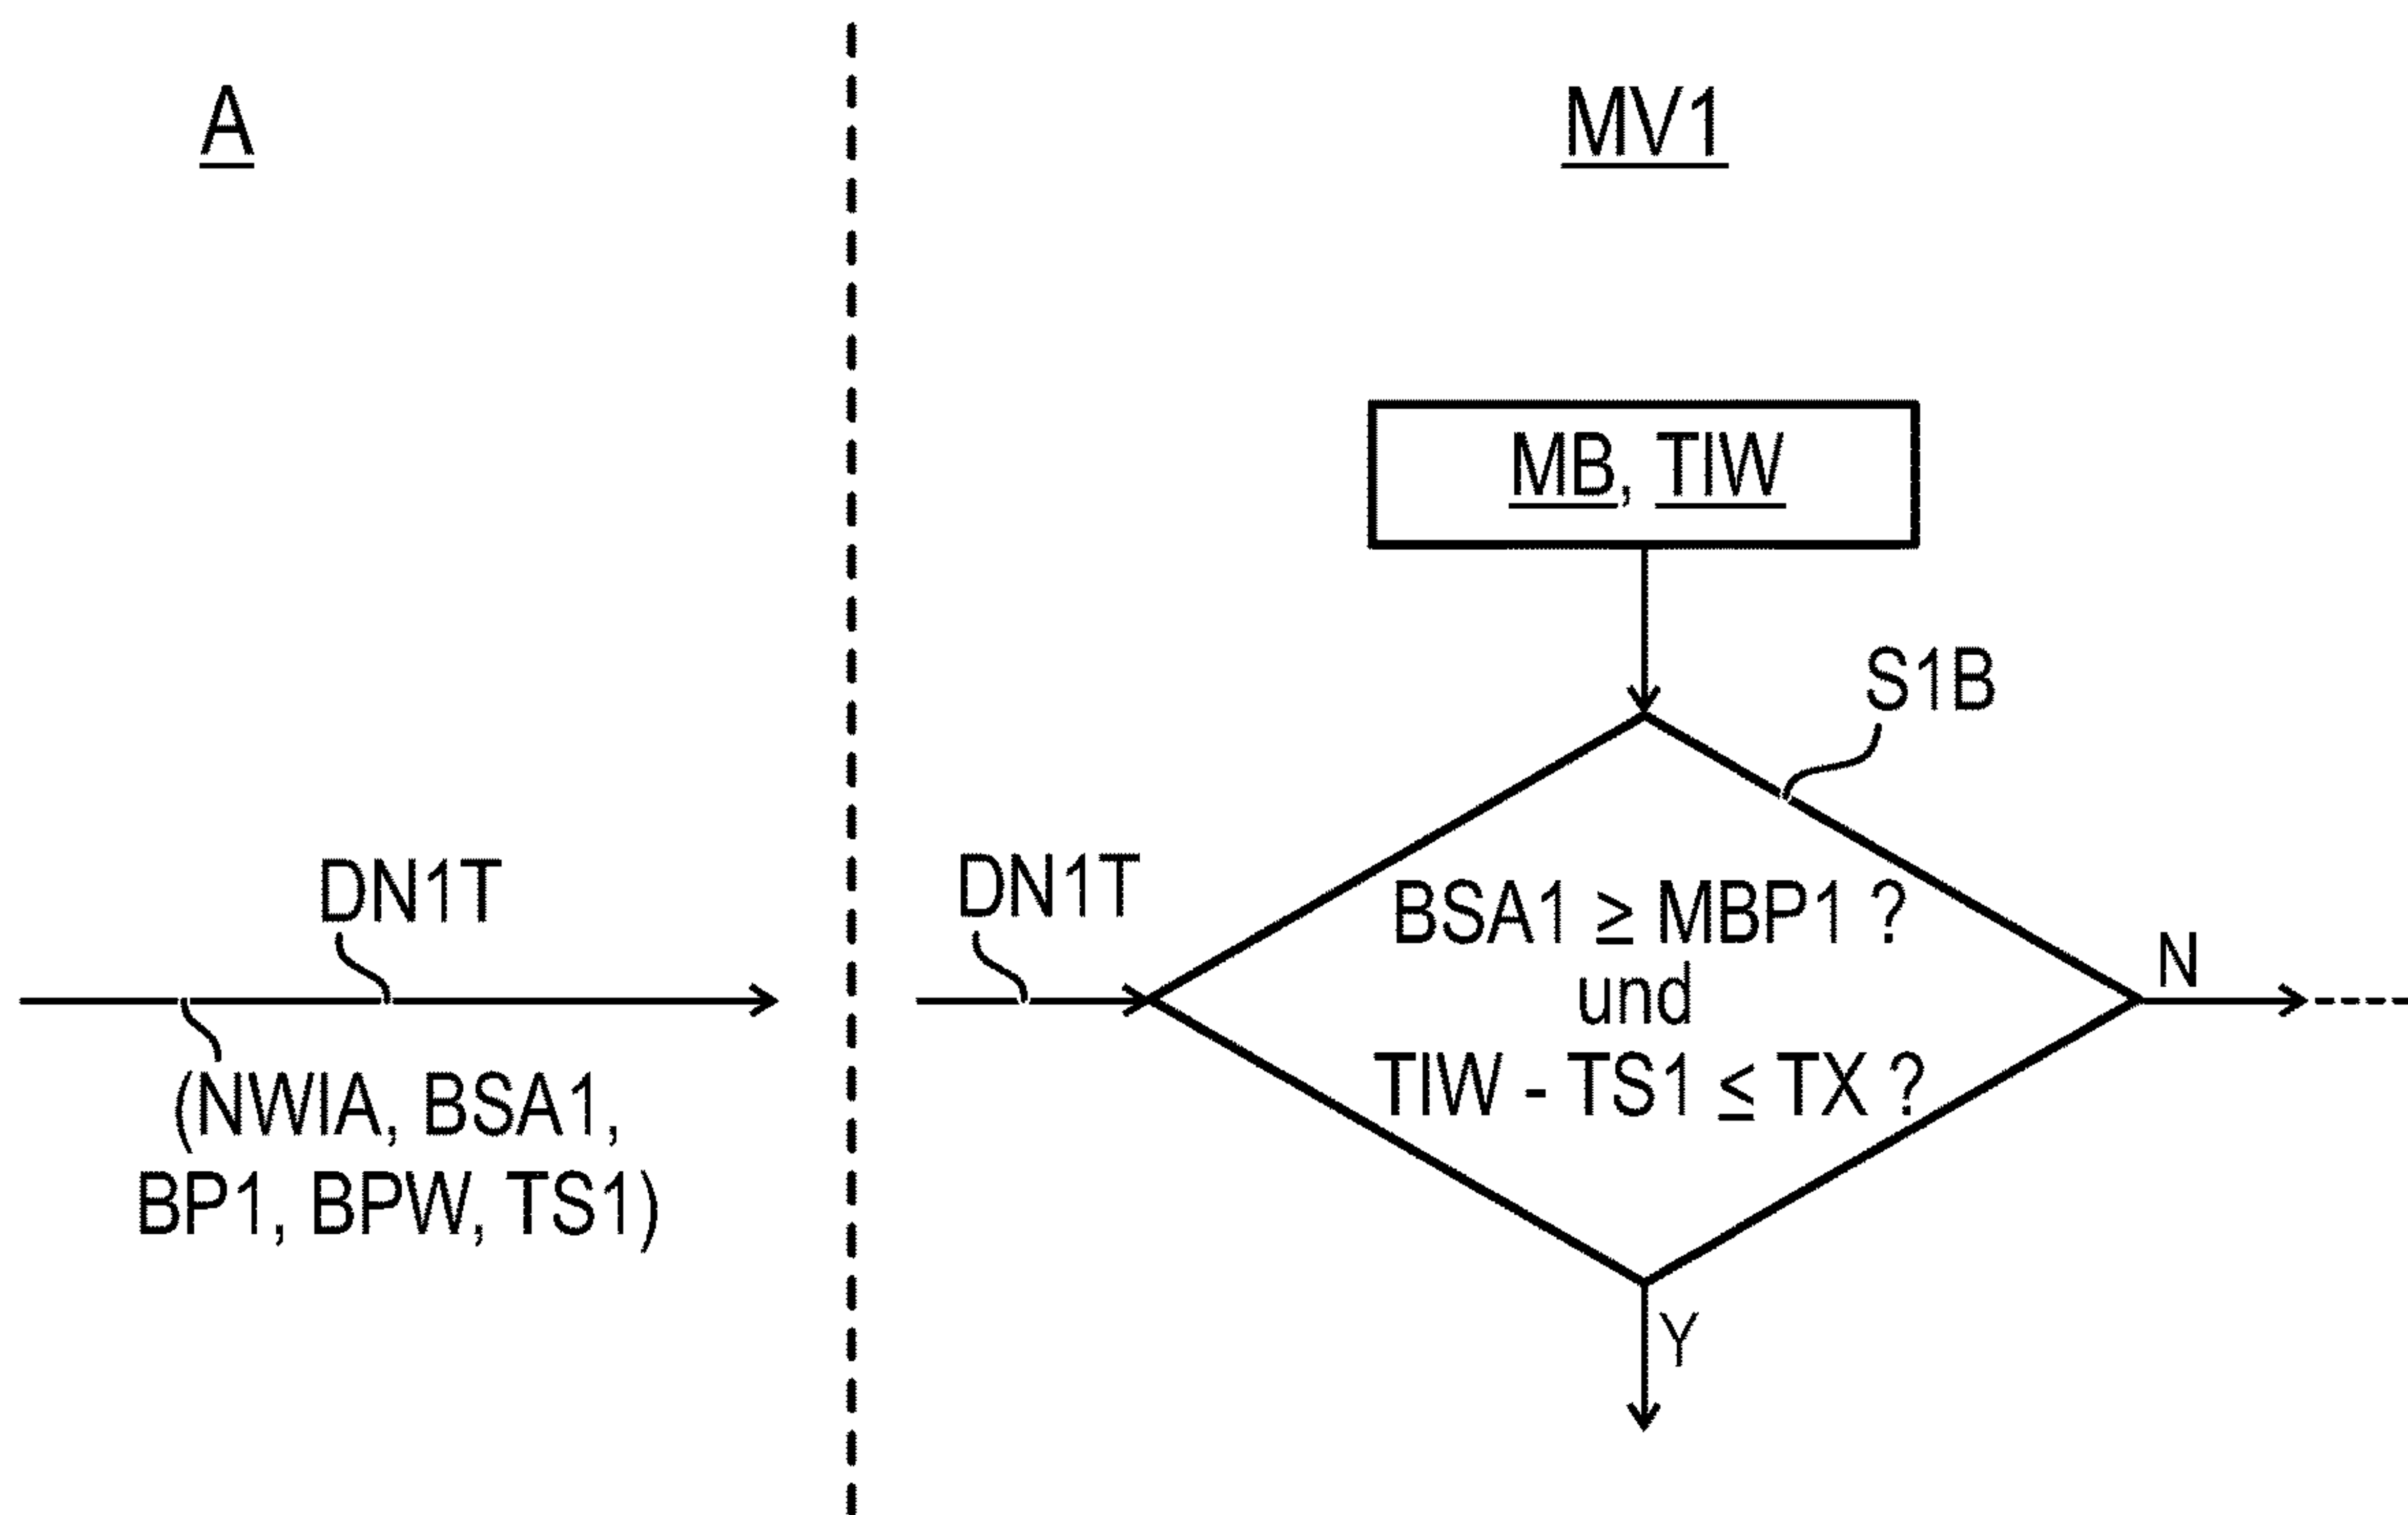 A
MV1
MB, TIW
S1B
DN1T
DN1T
BSA1 ≥ MBP1 ?
und
TIW - TS1 ≤ TX ?
N
(NWIA, BSA1,
BP1, BPW, TS1)
Y